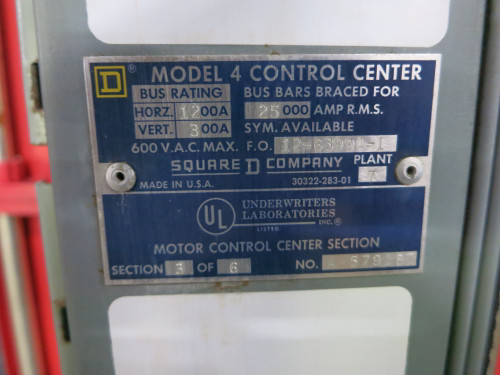 D ® MODEL 4 CONTROL CENTER
BUS RATING BUS BARS BRACED FOR
HORZ. 1200A 25000 AMP R.M.S.
VERT. 300A SYM. AVAILABLE
600 V.A.C. MAX. F.O.
SQUARE D COMPANY PLANT
MADE IN U.S.A. 30322-283-01
UL UNDERWRITERS
LABORATORIES
INC.®
LISTED
MOTOR CONTROL CENTER SECTION
SECTION 3 OF 6 NO.